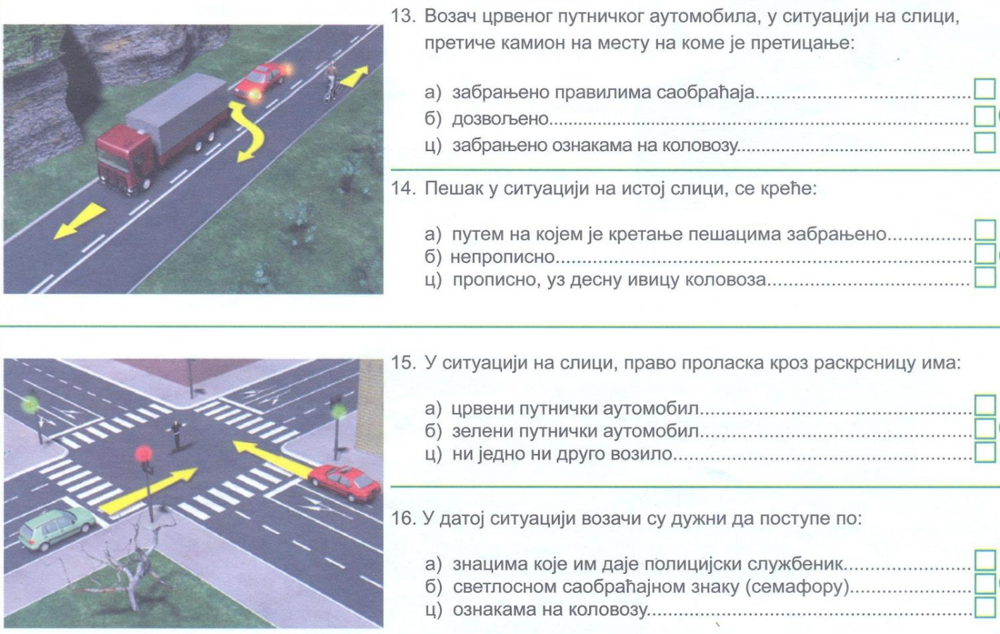 13. Возач црвеног путничког аутомобила, у ситуацији на слици,
претиче камион на месту на коме је претицање:
а) забрањено правилима саобраћаја
б) дозвољено
ц) забрањено ознакама на коловозу
14. Пешак у ситуацији на истој слици, се креће:
а) путем на којем је кретање пешацима забрањено
б) непрописно
ц) прописно, уз десну ивицу коловоза
15. У ситуацији на слици, право проласка кроз раскрсницу има:
а) црвени путнички аутомобил
б) зелени путнички аутомобил
ц) ни једно ни друго возило
16. У датој ситуацији возачи су дужни да поступе по:
а) знацима које им даје полицијски службеник
б) светлосном саобраћајном знаку (семафору)
ц) ознакама на коловозу